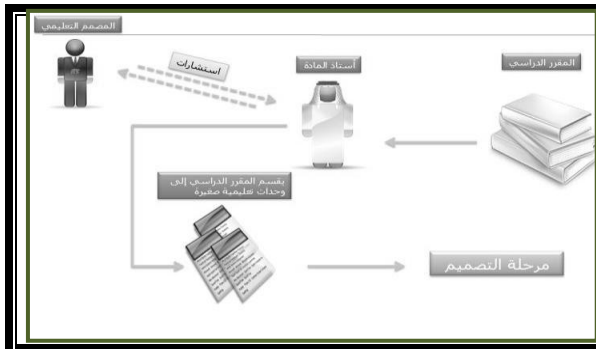 المصمم التعليمي
استشارات
أستاذ المادة
المقرر الدراسي
يقسم المقرر الدراسي إلى
وحدات تعليمية صغيرة
مرحلة التصميم